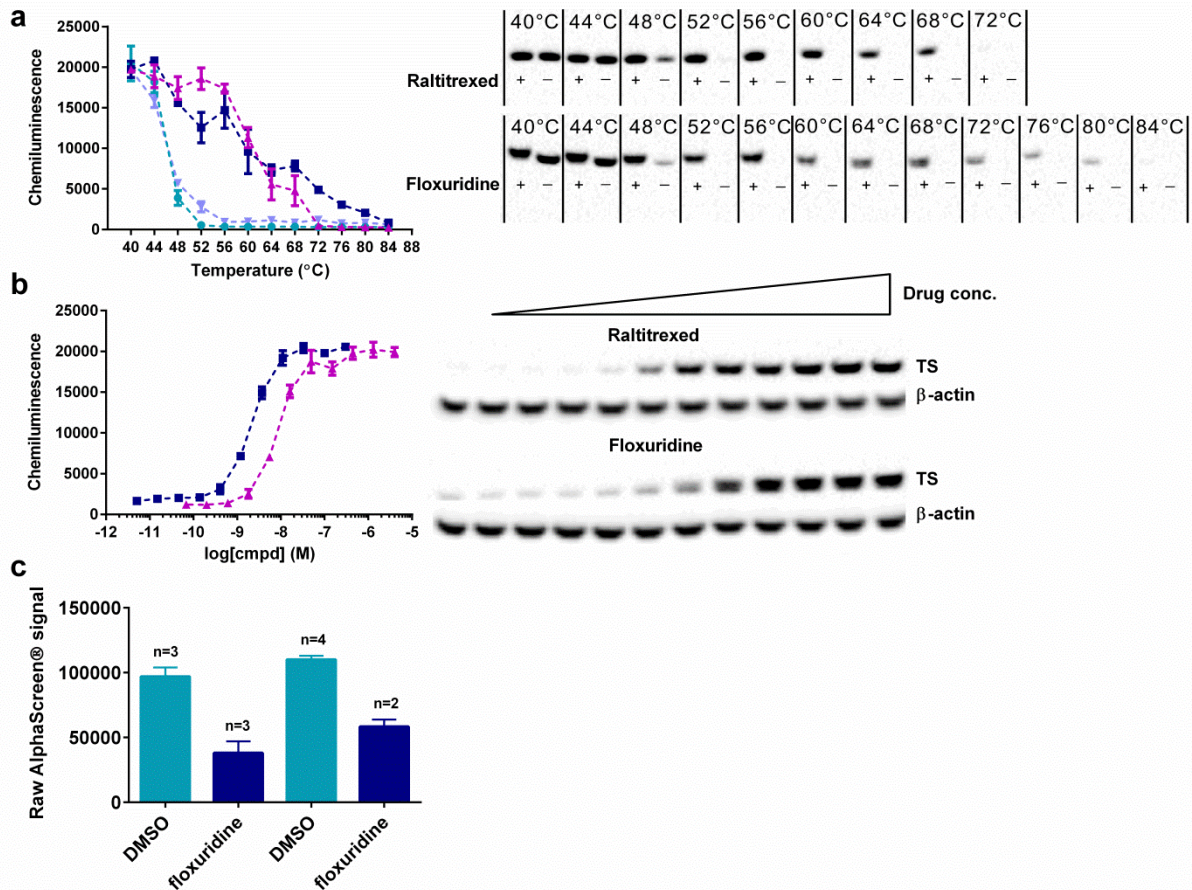 a
Chemiluminescence
25000
20000
15000
10000
5000
0
40 44 48 52 56 60 64 68 72 76 80 84 88
Temperature (°C)
40°C 44°C 48°C 52°C 56°C 60°C 64°C 68°C 72°C
Raltitrexed + – + – + – + – + – + – + – + – + –
40°C 44°C 48°C 52°C 56°C 60°C 64°C 68°C 72°C 76°C 80°C 84°C
Floxuridine + – + – + – + – + – + – + – + – + – + – + – + –
b
Chemiluminescence
25000
20000
15000
10000
5000
0
-12 -11 -10 -9 -8 -7 -6 -5
log[cmpd] (M)
Drug conc.
Raltitrexed
TS
β-actin
Floxuridine
TS
β-actin
c
Raw AlphaScreen® signal
150000
100000
50000
0
n=3
n=3
n=4
n=2
DMSO
floxuridine
DMSO
floxuridine